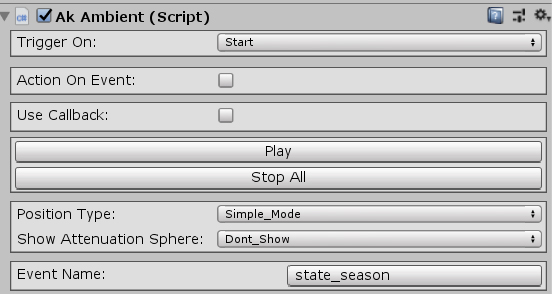 Ak Ambient (Script)
Trigger On: Start
Action On Event:
Use Callback:
Play
Stop All
Position Type: Simple_Mode
Show Attenuation Sphere: Dont_Show
Event Name: state_season